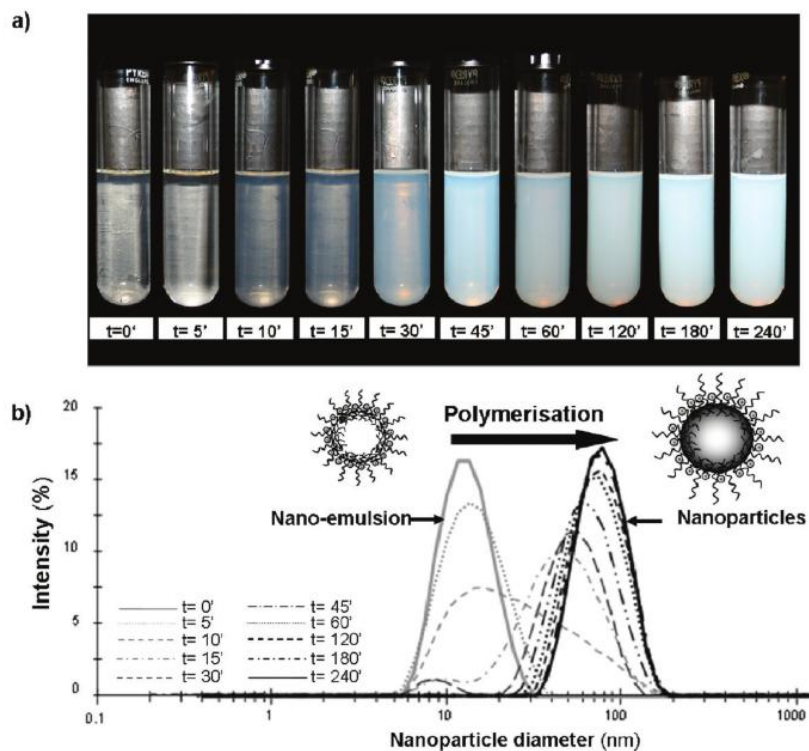 a)
PYREX
ENGLAND
t=0' t= 5' t= 10' t= 15' t= 30' t= 45' t= 60' t= 120' t= 180' t= 240'
b)
20
15
10
5
0
Intensity (%)
Polymerisation
Nano-emulsion
Nanoparticles
t= 0' t= 45'
t= 5' t= 60'
t= 10' t= 120'
t= 15' t= 180'
t= 30' t= 240'
0.1 1 10 100 1000
Nanoparticle diameter (nm)